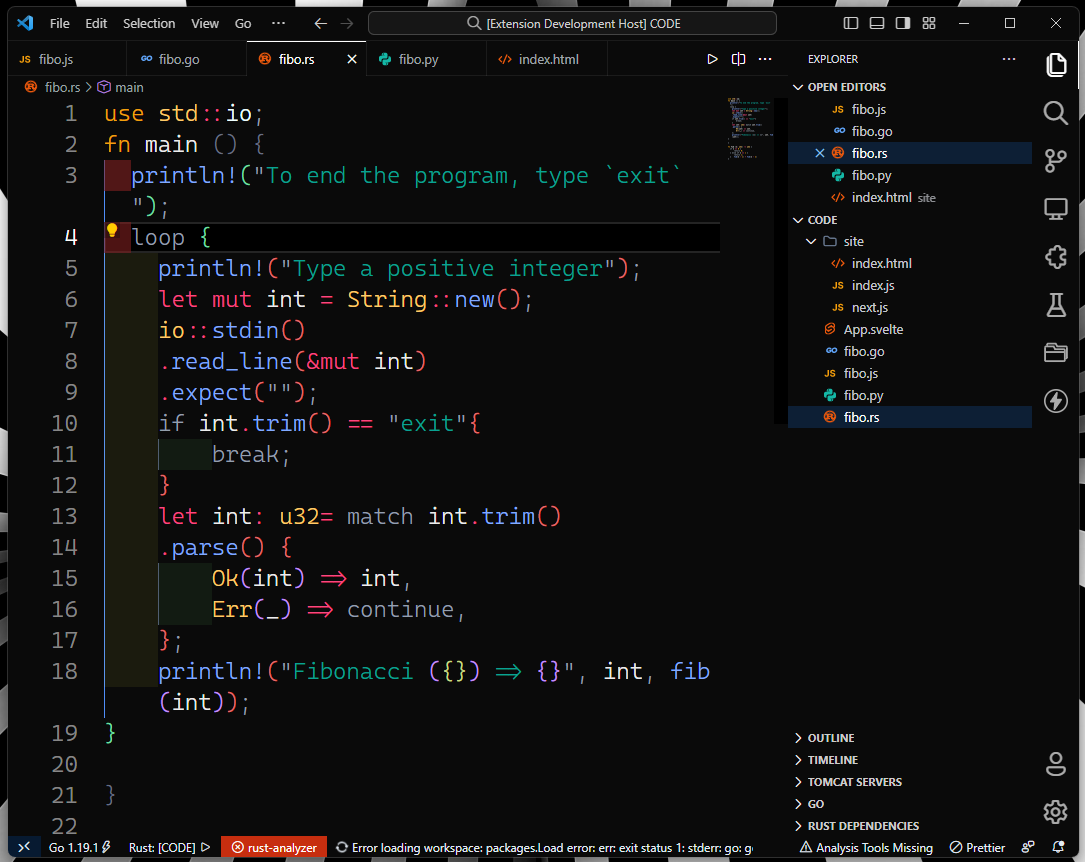 File Edit Selection View Go ··· [Extension Development Host] CODE
JS fibo.js
GO fibo.go
fibo.rs
fibo.py
index.html
fibo.rs > main
1 use std::io;
2 fn main () {
3 println!("To end the program, type `exit`
");
4 loop {
5 println!("Type a positive integer");
6 let mut int = String::new();
7 io::stdin()
8 .read_line(&mut int)
9 .expect("");
10 if int.trim() == "exit"{
11 break;
12 }
13 let int: u32= match int.trim()
14 .parse() {
15 Ok(int) => int,
16 Err(_) => continue,
17 };
18 println!("Fibonacci ({}) => {}", int, fib
(int));
19 }
20
21 }
22
EXPLORER
OPEN EDITORS
JS fibo.js
GO fibo.go
fibo.rs
fibo.py
index.html site
CODE
site
index.html
JS index.js
JS next.js
App.svelte
GO fibo.go
JS fibo.js
fibo.py
fibo.rs
OUTLINE
TIMELINE
TOMCAT SERVERS
GO
RUST DEPENDENCIES
Go 1.19.1 Rust: [CODE] rust-analyzer Error loading workspace: packages.Load error: err: exit status 1: stderr: go: g Analysis Tools Missing Prettier